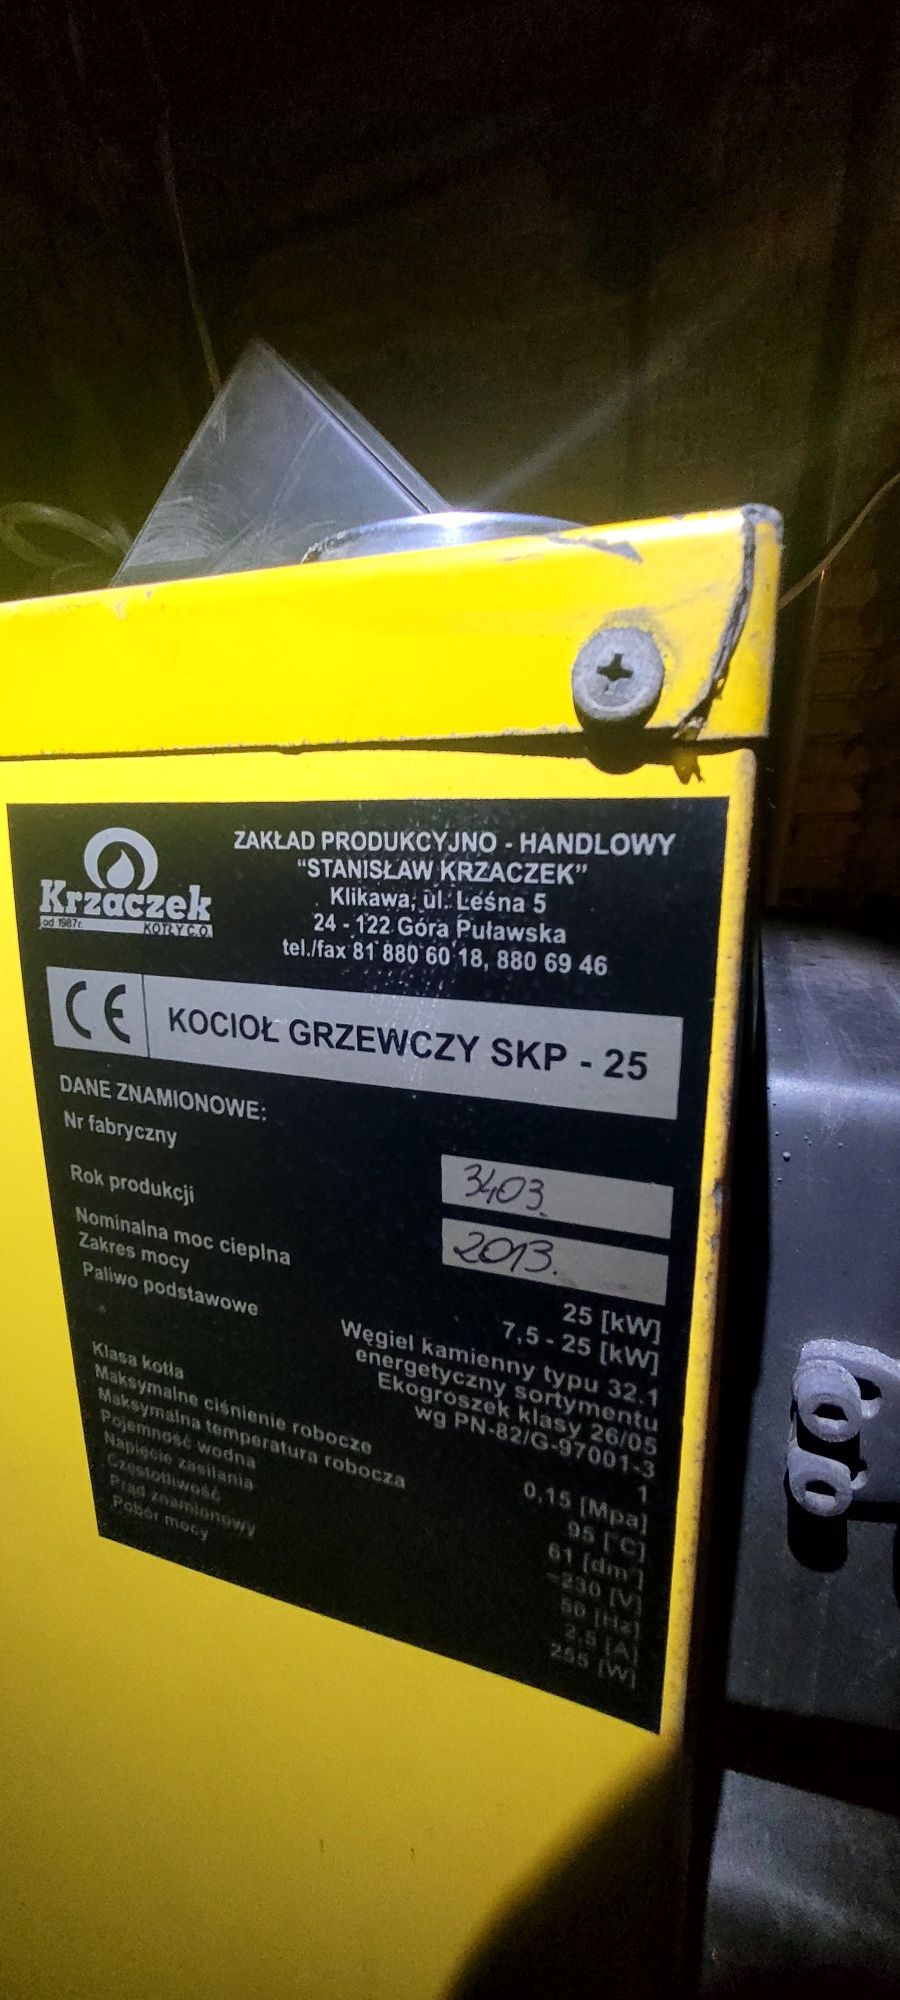 Krzaczek
od 1987r.
KOTŁY C.O.
ZAKŁAD PRODUKCYJNO - HANDLOWY
"STANISŁAW KRZACZEK"
Klikawa, ul. Leśna 5
24 - 122 Góra Puławska
tel./fax 81 880 60 18, 880 69 46
CE
KOCIOŁ GRZEWCZY SKP - 25
DANE ZNAMIONOWE:
Nr fabryczny 3403.
Rok produkcji 2013.
Nominalna moc cieplna 25 [kW]
Zakres mocy 7,5 - 25 [kW]
Paliwo podstawowe Węgiel kamienny typu 32.1
energetyczny sortymentu
Ekogroszek klasy 26/05
wg PN-82/G-97001-3
Klasa kotła 1
Maksymalne ciśnienie robocze 0,15 [Mpa]
Maksymalna temperatura robocza 95 [°C]
Pojemność wodna 61 [dm³]
Napięcie zasilania ~230 [V]
Częstotliwość 50 [Hz]
Prąd znamionowy 2,5 [A]
Pobór mocy 255 [W]